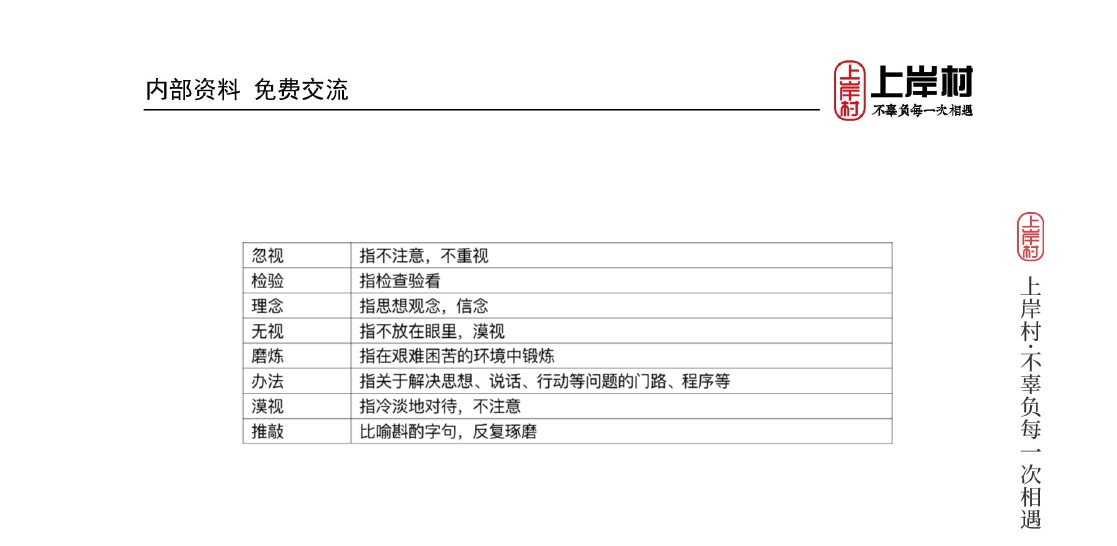 内部资料 免费交流
上岸村
上岸村
不辜负每一次相遇
忽视 指不注意，不重视
检验 指检查验看
理念 指思想观念，信念
无视 指不放在眼里，漠视
磨炼 指在艰难困苦的环境中锻炼
办法 指关于解决思想、说话、行动等问题的门路、程序等
漠视 指冷淡地对待，不注意
推敲 比喻斟酌字句，反复琢磨
上岸村
上岸村·不辜负每一次相遇